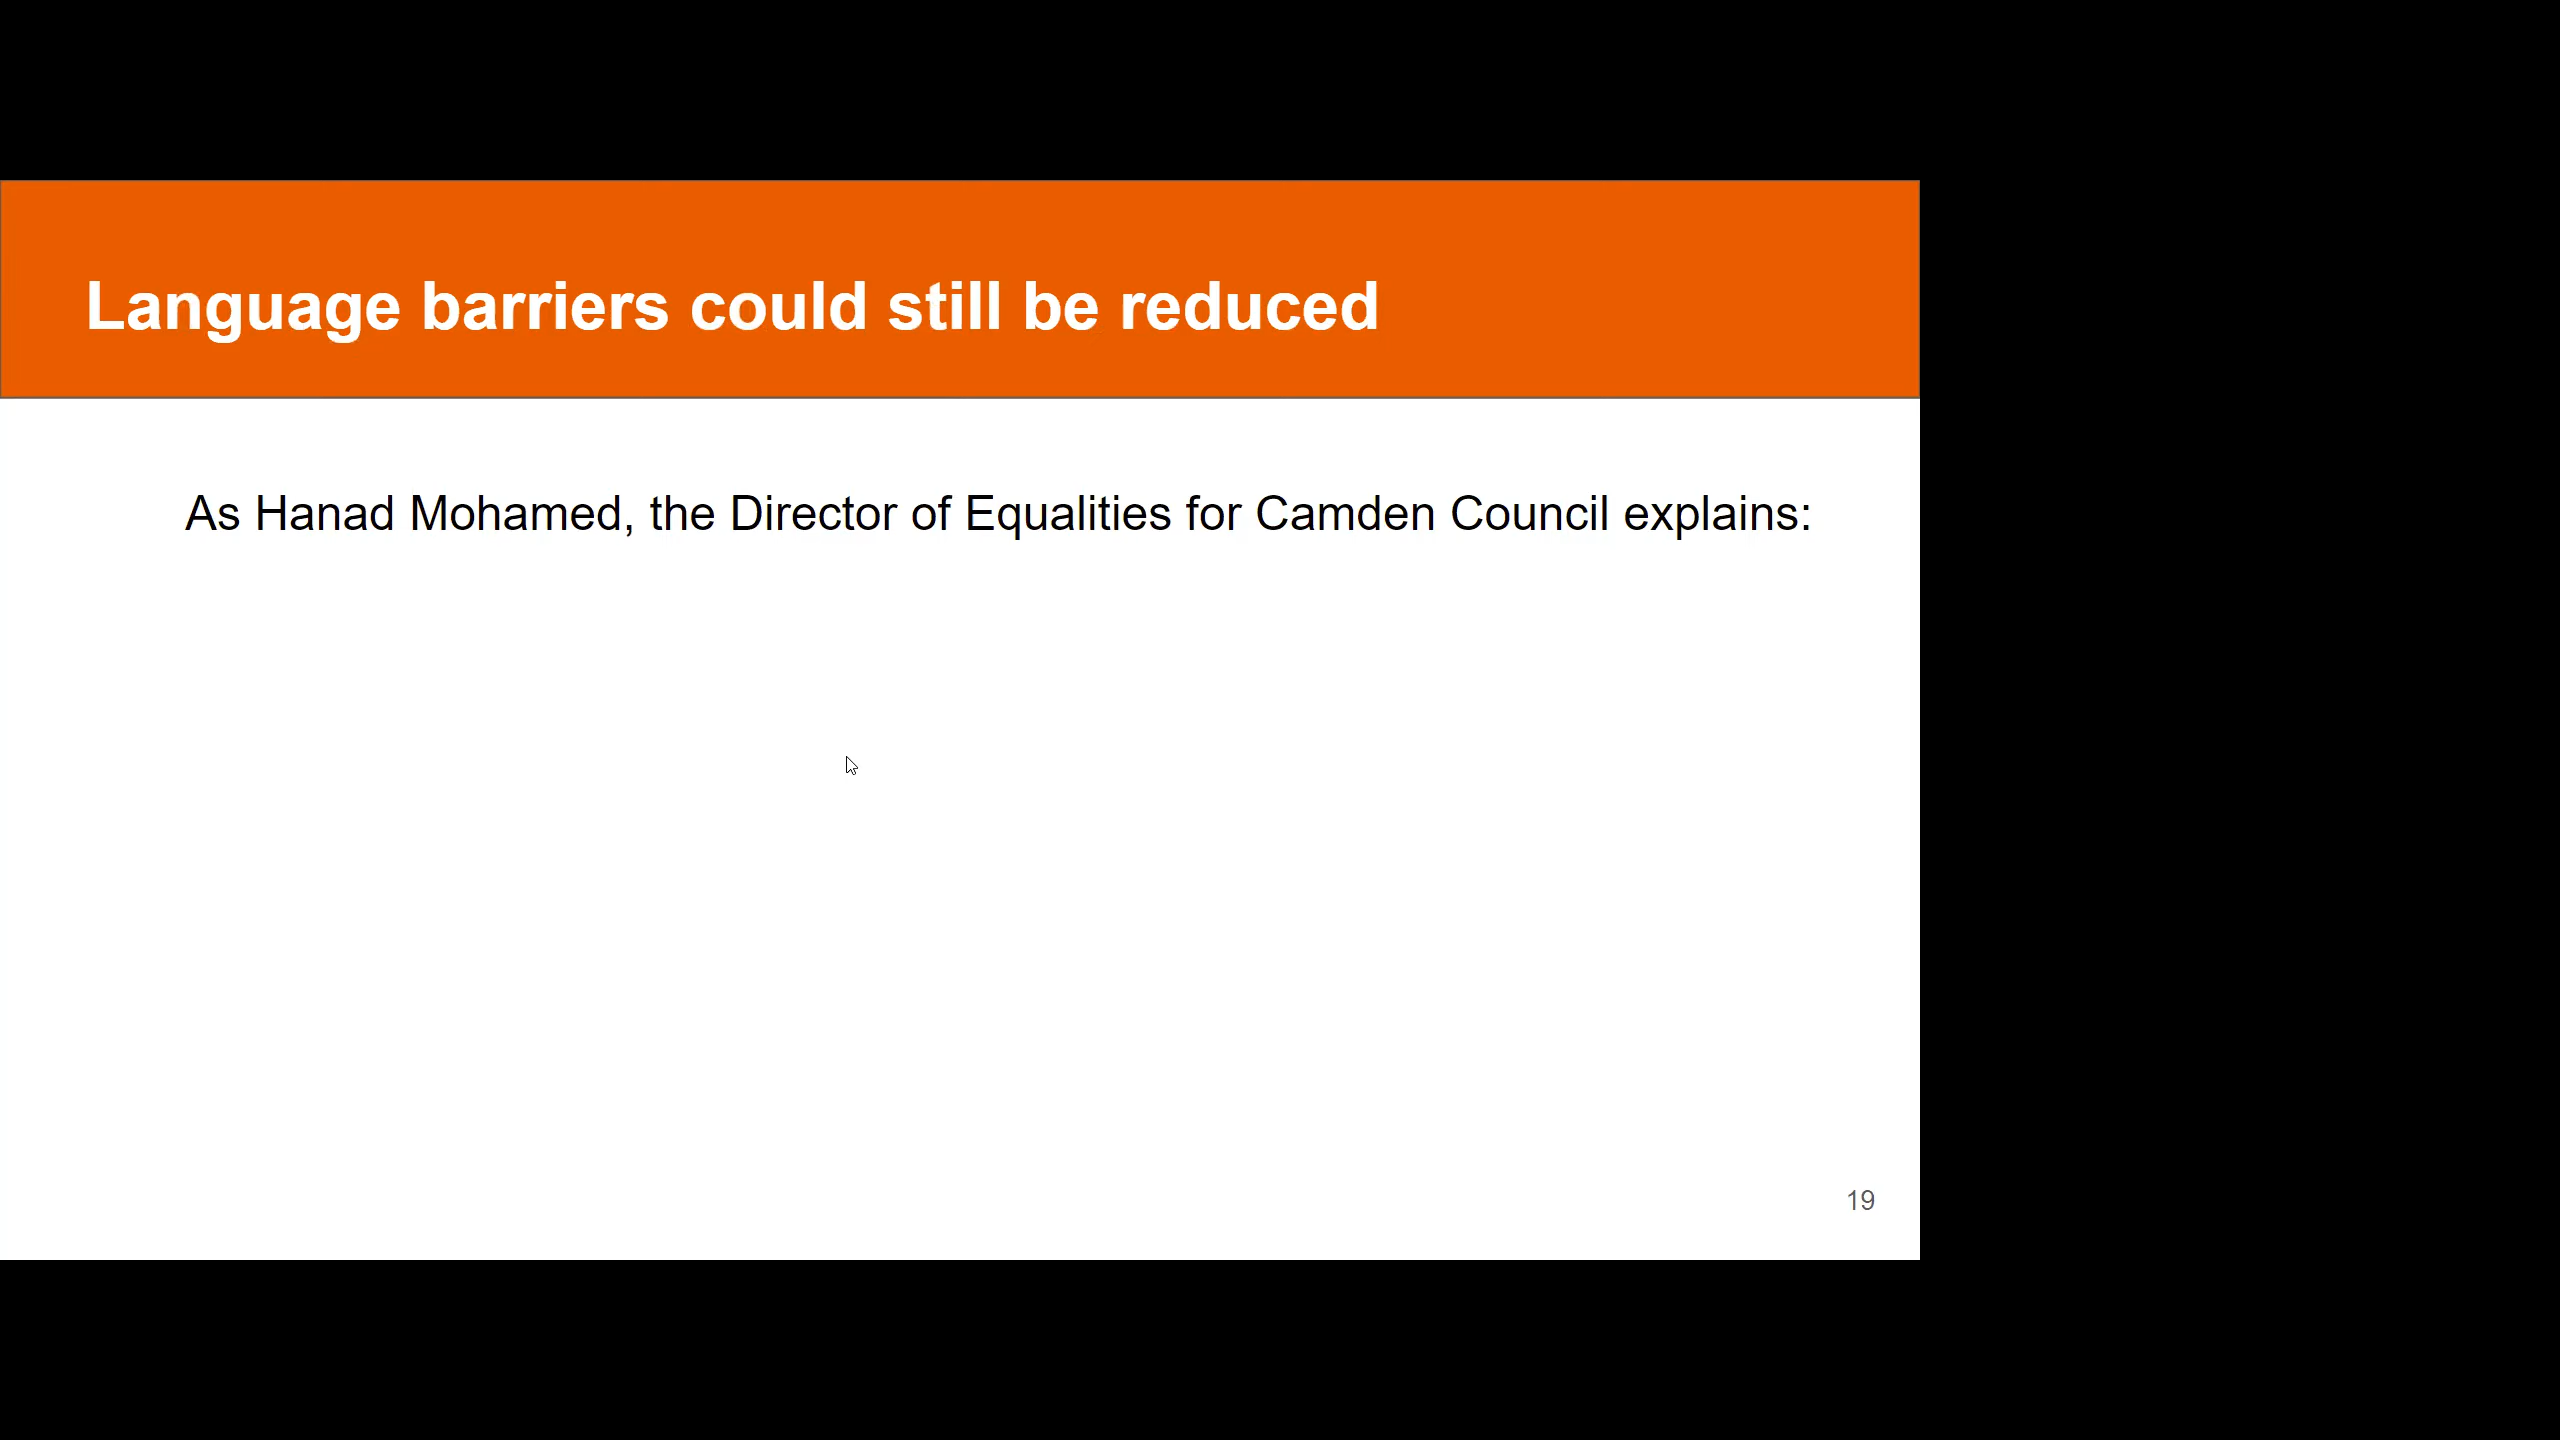 Language barriers could still be reduced
As Hanad Mohamed, the Director of Equalities for Camden Council explains:
19